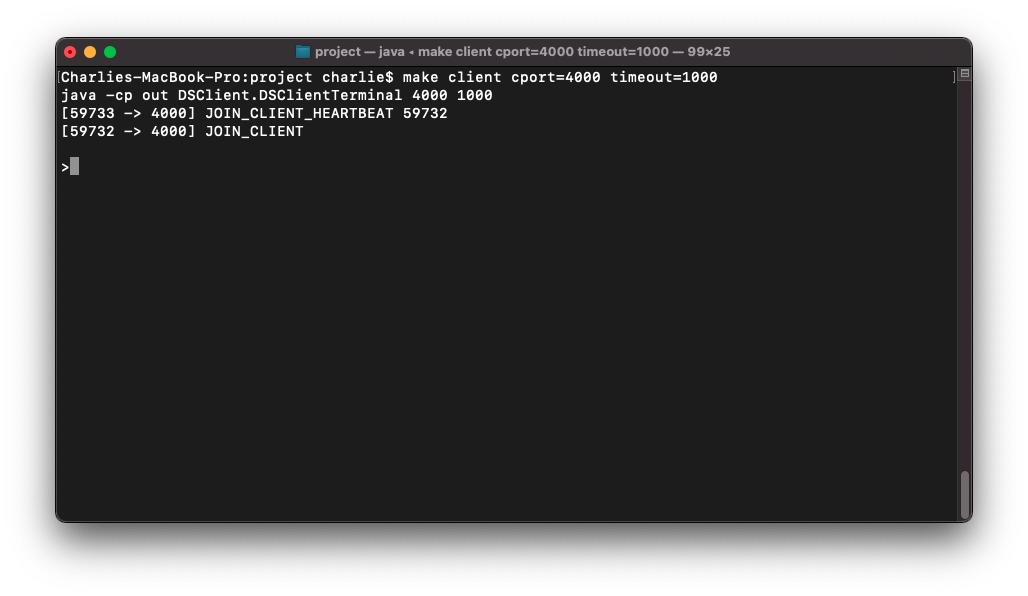 project — java ◂ make client cport=4000 timeout=1000 — 99×25
[Charlies-MacBook-Pro:project charlie$ make client cport=4000 timeout=1000 ]
java -cp out DSClient.DSClientTerminal 4000 1000
[59733 -> 4000] JOIN_CLIENT_HEARTBEAT 59732
[59732 -> 4000] JOIN_CLIENT
>